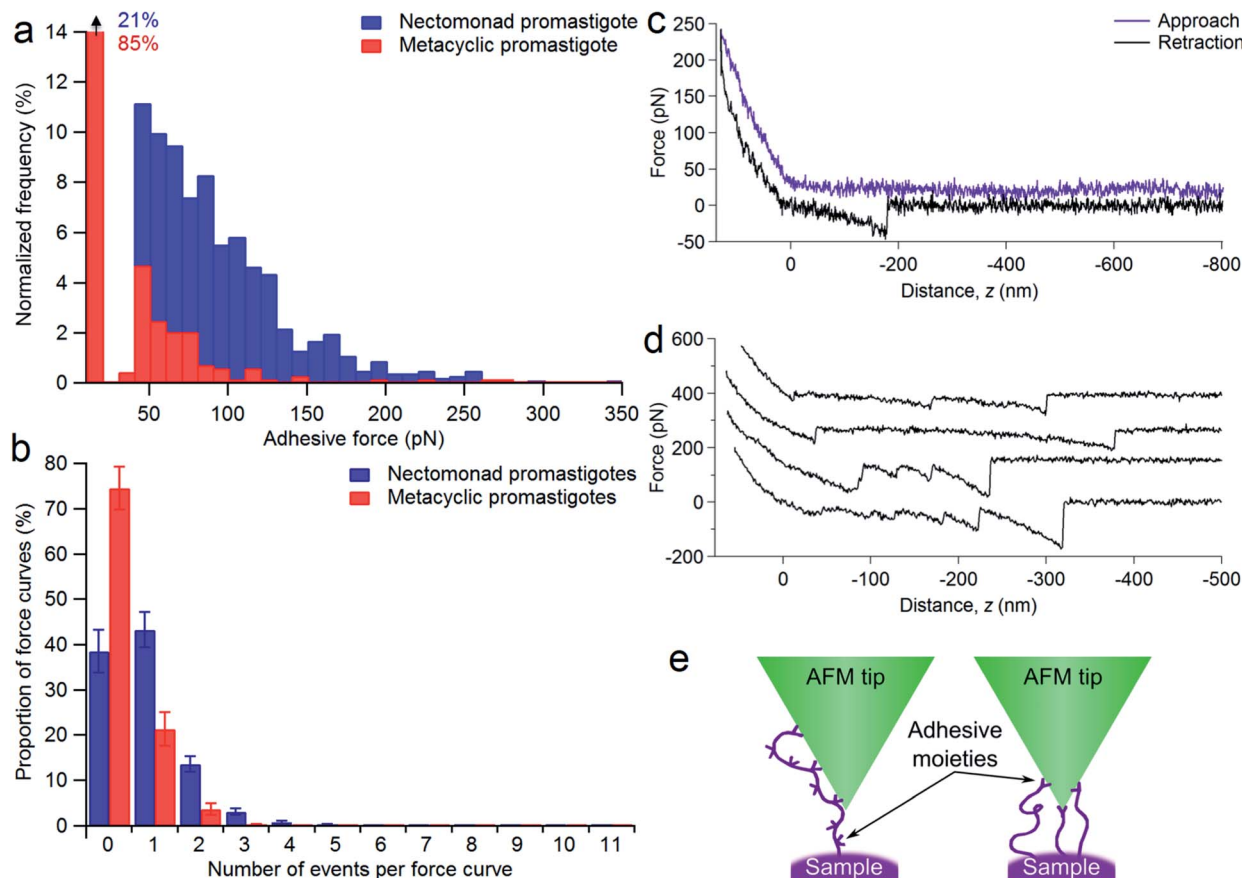 a
21%
85%
Nectomonad promastigote
Metacyclic promastigote
Normalized frequency (%)
14
12
10
8
6
4
2
0
50
100
150
200
250
300
350
Adhesive force (pN)
b
Nectomonad promastigotes
Metacyclic promastigotes
Proportion of force curves (%)
80
70
60
50
40
30
20
10
0
0
1
2
3
4
5
6
7
8
9
10
11
Number of events per force curve
c
Approach
Retraction
Force (pN)
250
200
150
100
50
0
-50
0
-200
-400
-600
-800
Distance, z (nm)
d
Force (pN)
600
400
200
0
-200
0
-100
-200
-300
-400
-500
Distance, z (nm)
e
AFM tip
AFM tip
Adhesive
moieties
Sample
Sample